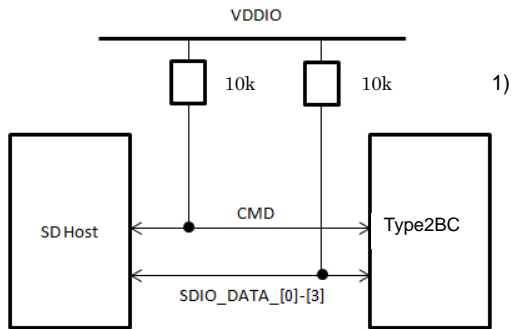 VDDIO
10k
10k
1)
CMD
SD Host
Type2BC
SDIO_DATA_[0]-[3]